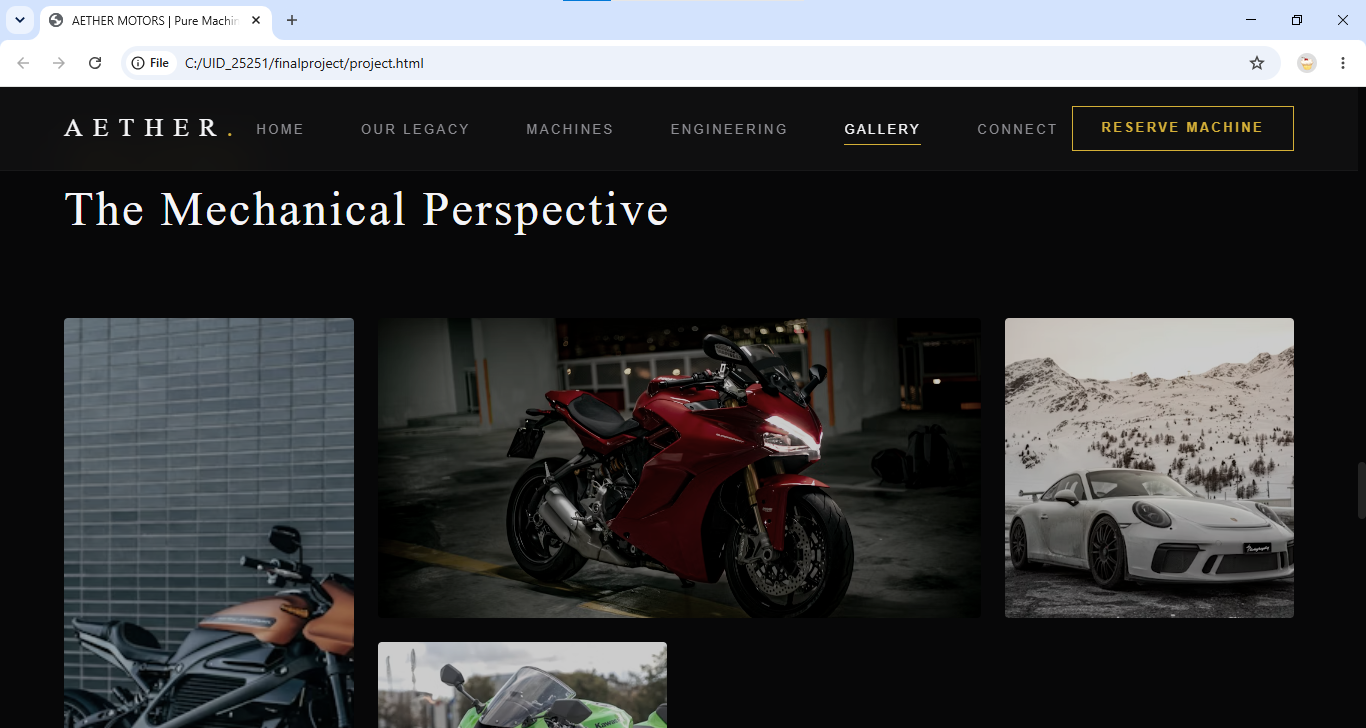 AETHER MOTORS | Pure Machin
File
C:/UID_25251/finalproject/project.html
AETHER.
HOME
OUR LEGACY
MACHINES
ENGINEERING
GALLERY
CONNECT
RESERVE MACHINE
The Mechanical Perspective